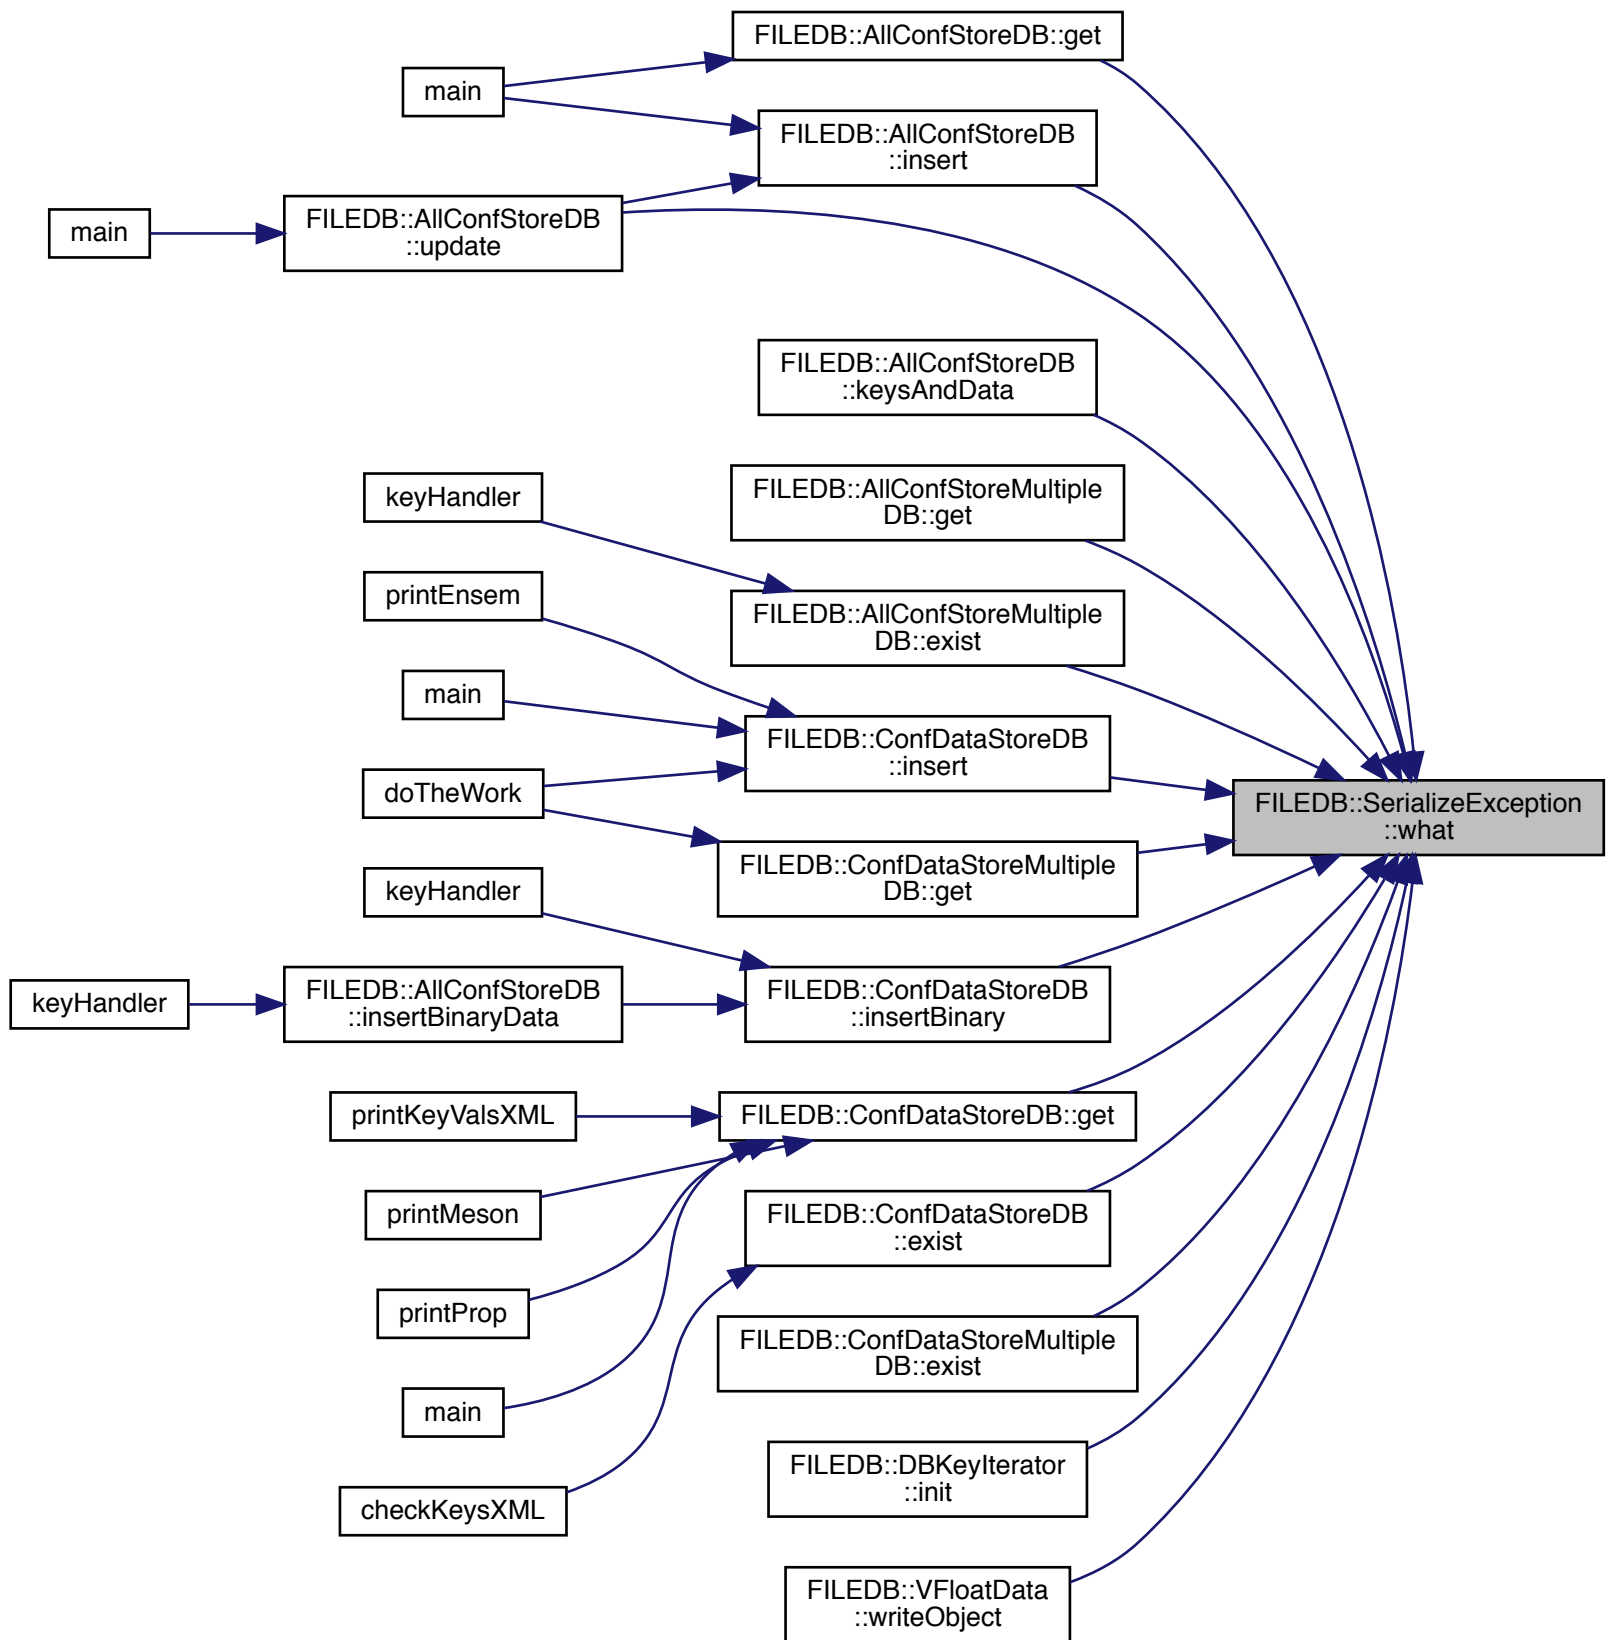 FILEDB::AllConfStoreDB::get
main
FILEDB::AllConfStoreDB
::insert
main
FILEDB::AllConfStoreDB
::update
FILEDB::AllConfStoreDB
::keysAndData
FILEDB::AllConfStoreMultiple
DB::get
keyHandler
printEnsem
FILEDB::AllConfStoreMultiple
DB::exist
main
FILEDB::ConfDataStoreDB
::insert
doTheWork
FILEDB::SerializeException
::what
FILEDB::ConfDataStoreMultiple
DB::get
keyHandler
keyHandler
FILEDB::AllConfStoreDB
::insertBinaryData
FILEDB::ConfDataStoreDB
::insertBinary
printKeyValsXML
FILEDB::ConfDataStoreDB::get
printMeson
FILEDB::ConfDataStoreDB
::exist
printProp
FILEDB::ConfDataStoreMultiple
DB::exist
main
FILEDB::DBKeyIterator
::init
checkKeysXML
FILEDB::VFloatData
::writeObject